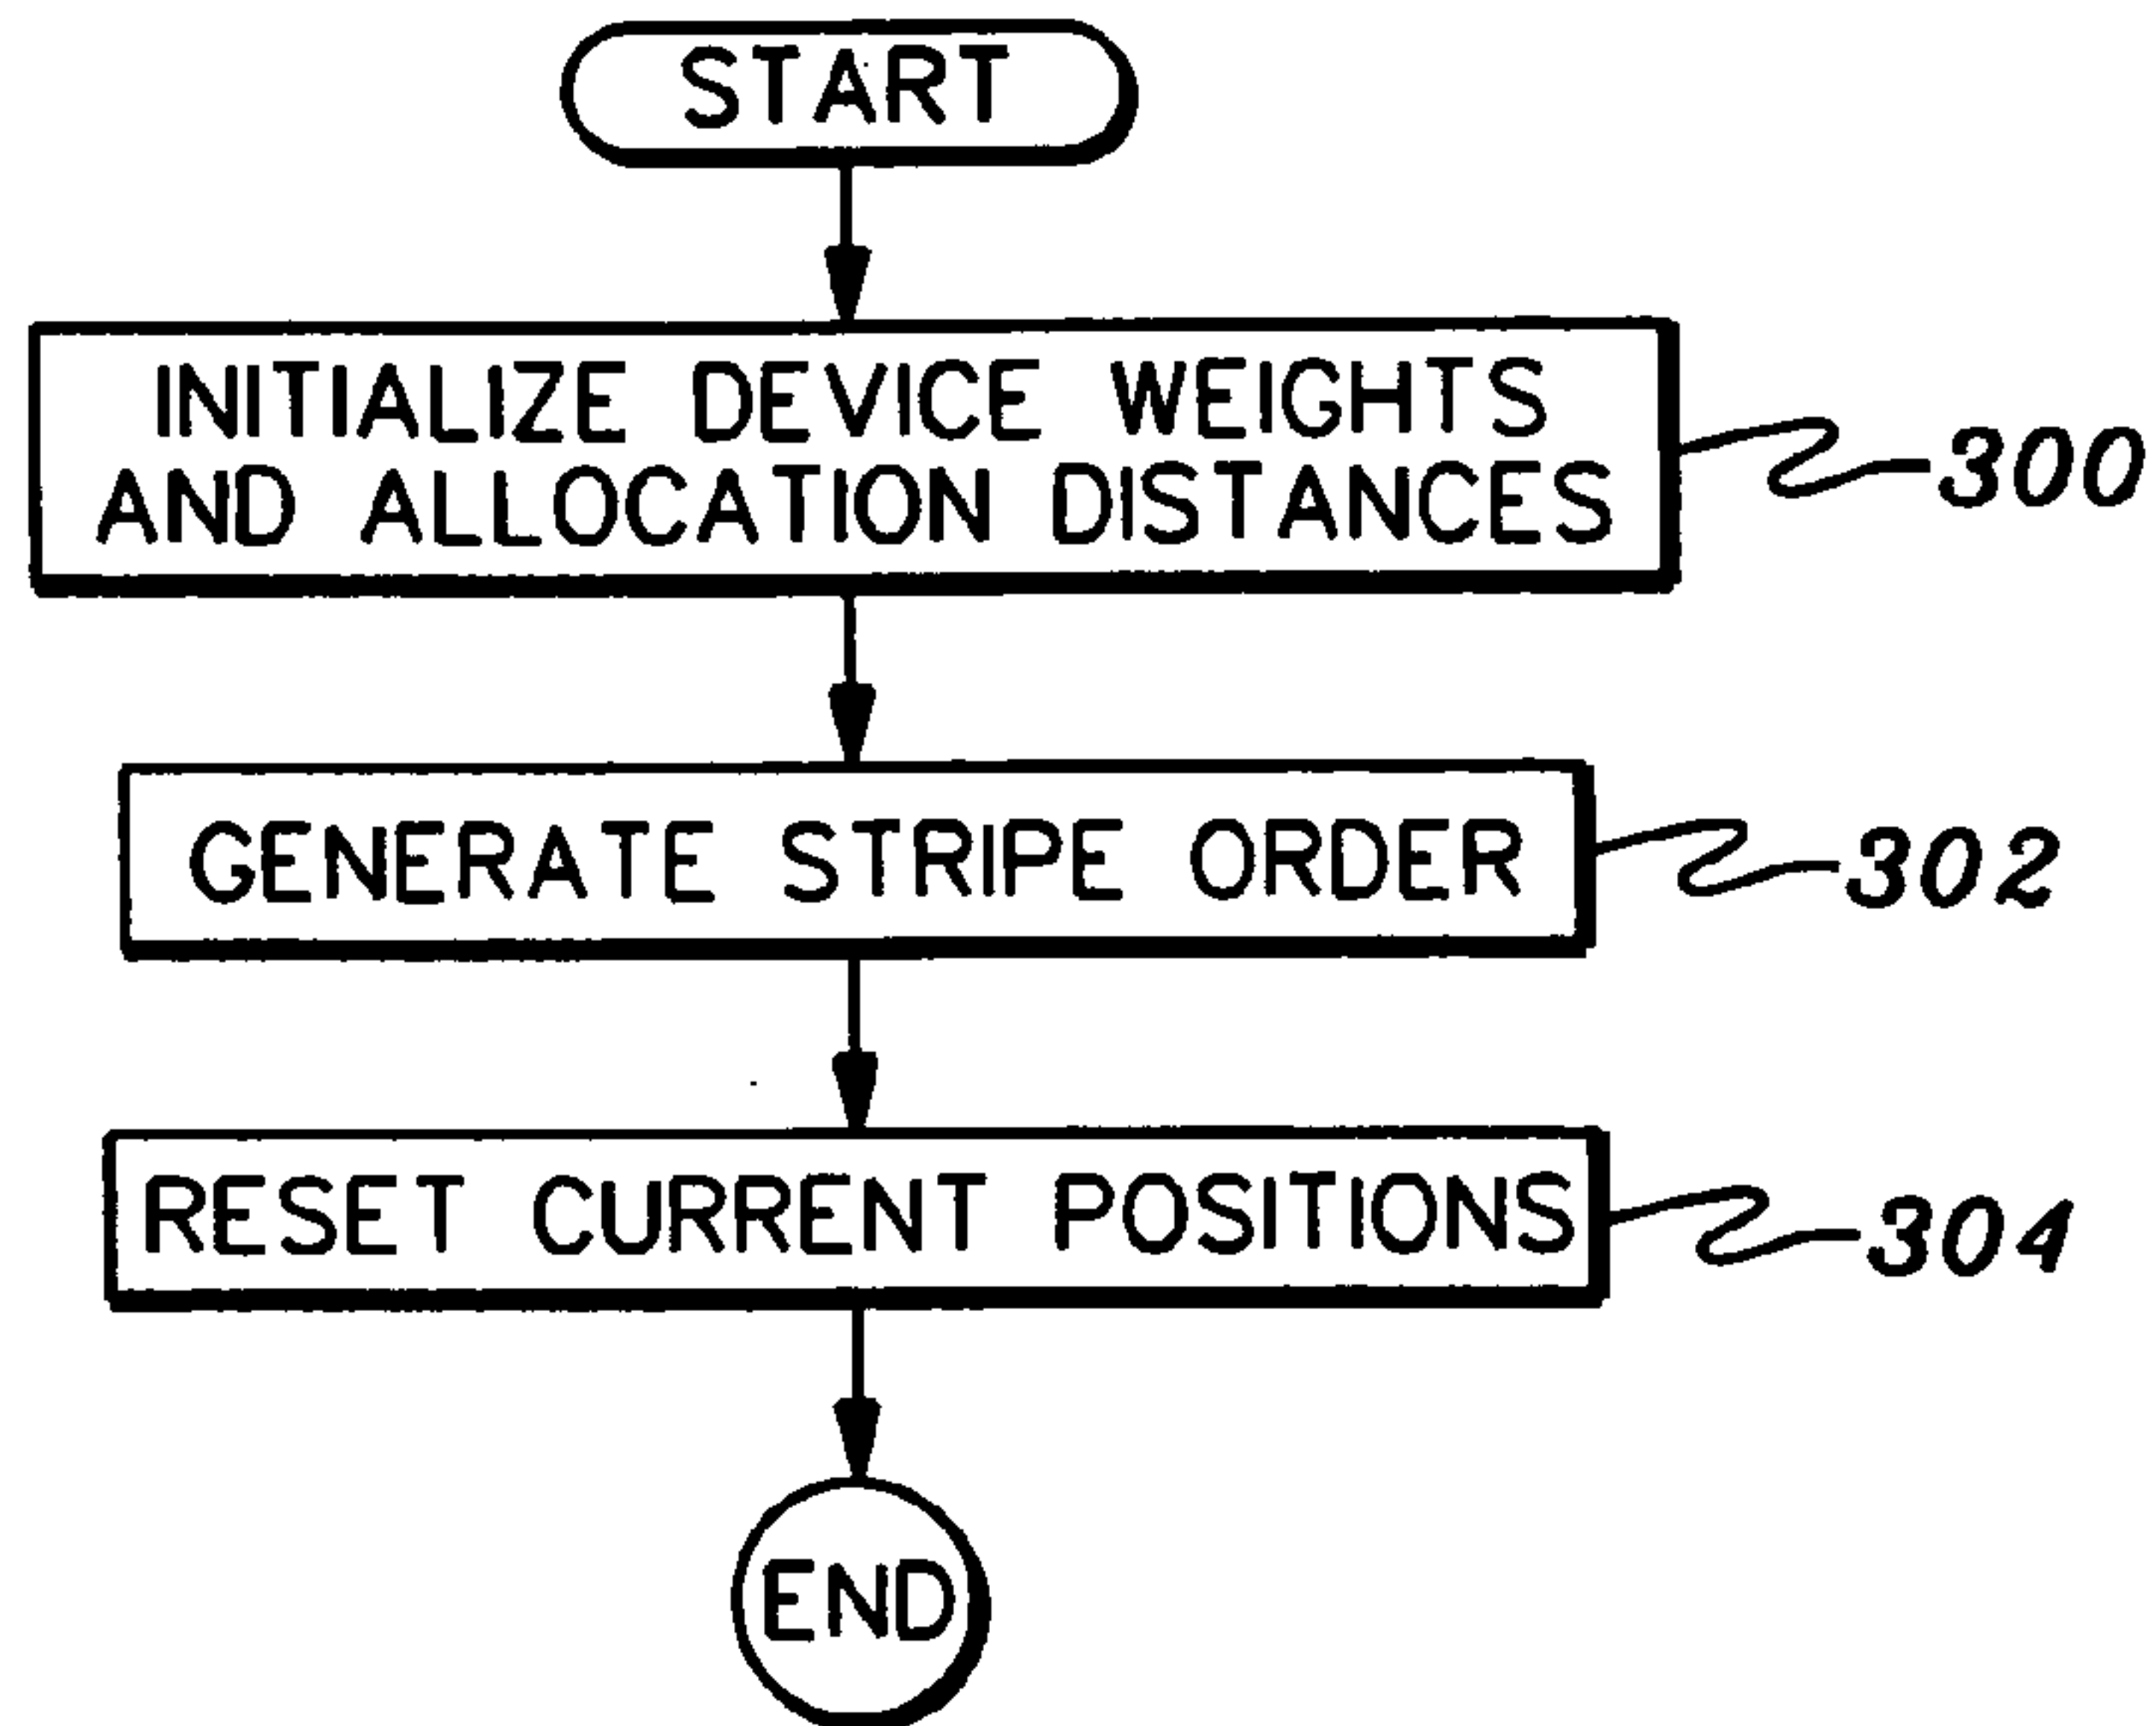 START
INITIALIZE DEVICE WEIGHTS
AND ALLOCATION DISTANCES
300
GENERATE STRIPE ORDER
302
RESET CURRENT POSITIONS
304
END